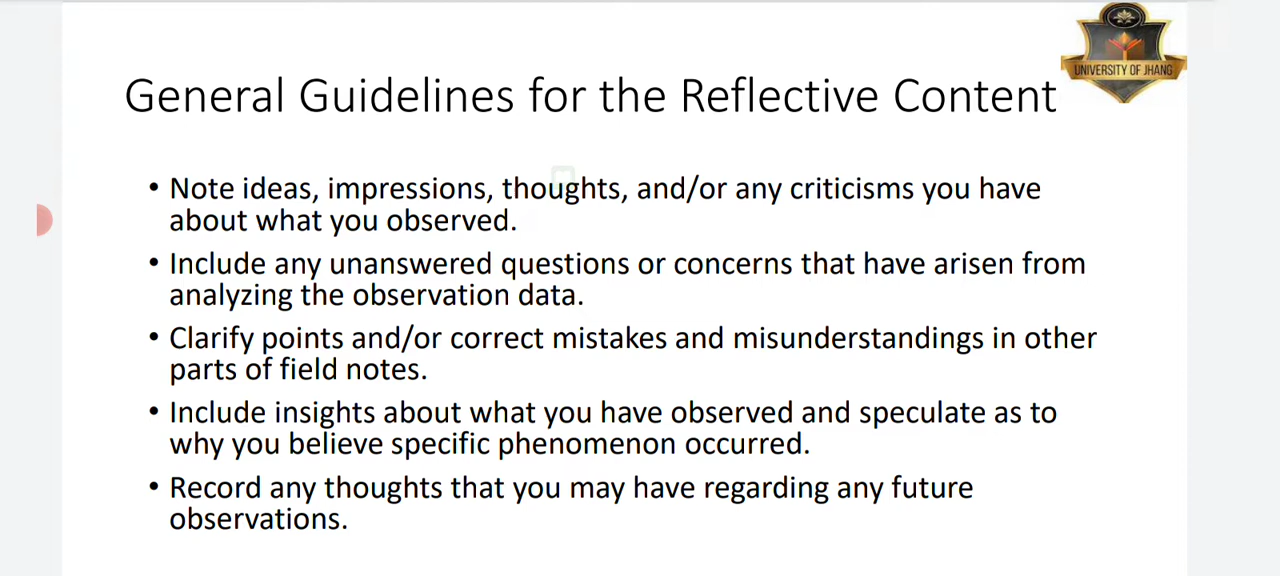 UNIVERSITY OF JHANG
General Guidelines for the Reflective Content
• Note ideas, impressions, thoughts, and/or any criticisms you have
about what you observed.
• Include any unanswered questions or concerns that have arisen from
analyzing the observation data.
• Clarify points and/or correct mistakes and misunderstandings in other
parts of field notes.
• Include insights about what you have observed and speculate as to
why you believe specific phenomenon occurred.
• Record any thoughts that you may have regarding any future
observations.